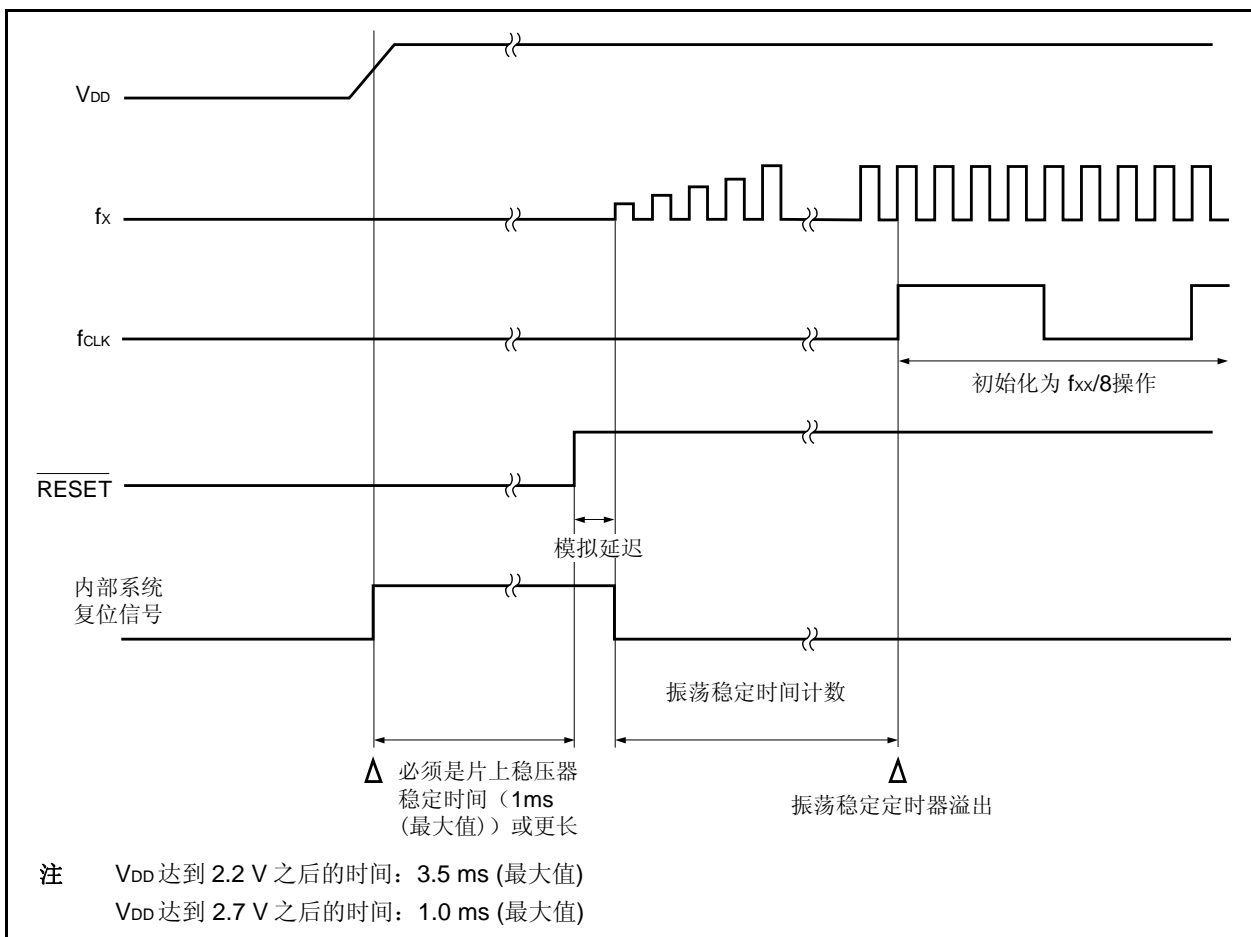 VDD
fX
fCLK
初始化为 fxx/8操作
RESET
模拟延迟
内部系统
复位信号
振荡稳定时间计数
必须是片上稳压器
稳定时间（1ms
(最大值)）或更长
振荡稳定定时器溢出
注 VDD 达到 2.2 V 之后的时间：3.5 ms (最大值)
VDD 达到 2.7 V 之后的时间：1.0 ms (最大值)